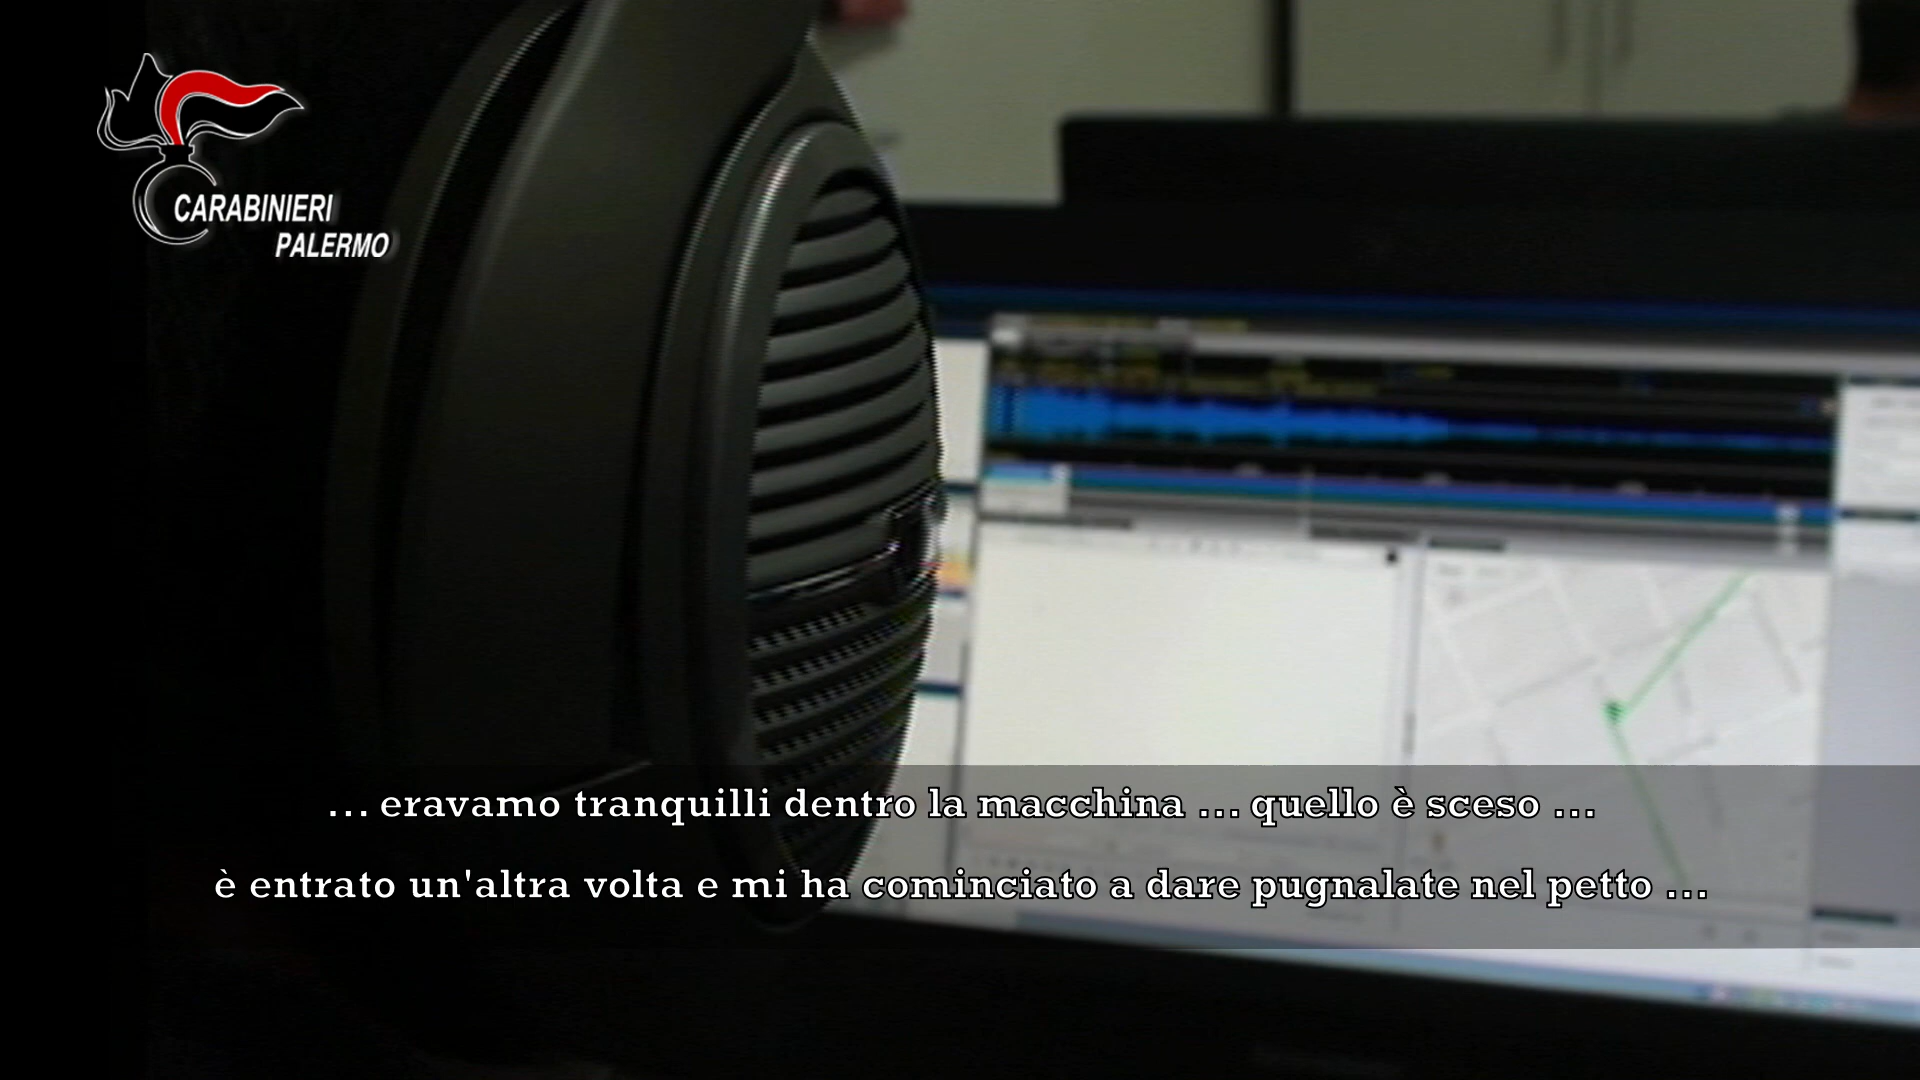 CARABINIERI
PALERMO
... eravamo tranquilli dentro la macchina ... quello è sceso ...
è entrato un'altra volta e mi ha cominciato a dare pugnalate nel petto ...